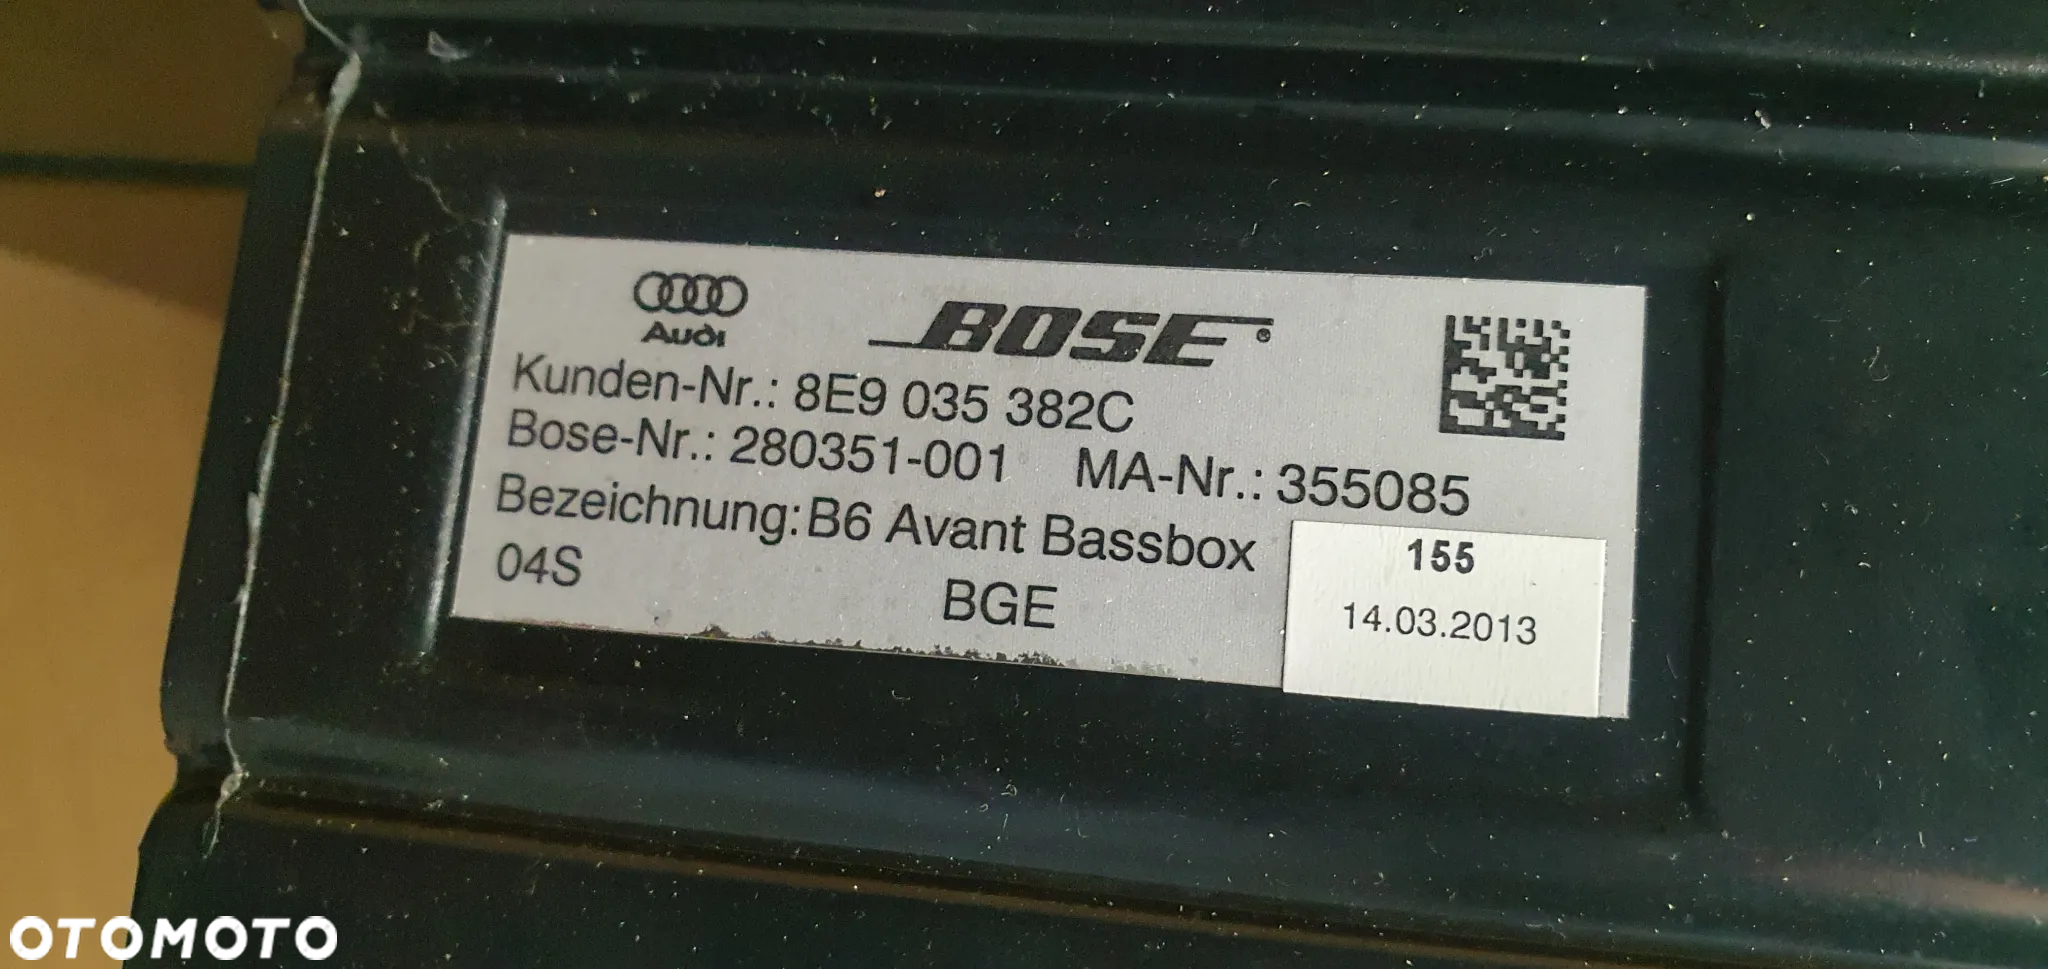 Audi
BOSE®
Kunden-Nr.: 8E9 035 382C
Bose-Nr.: 280351-001 MA-Nr.: 355085
Bezeichnung: B6 Avant Bassbox
04S BGE
155
14.03.2013
OTOMOTO